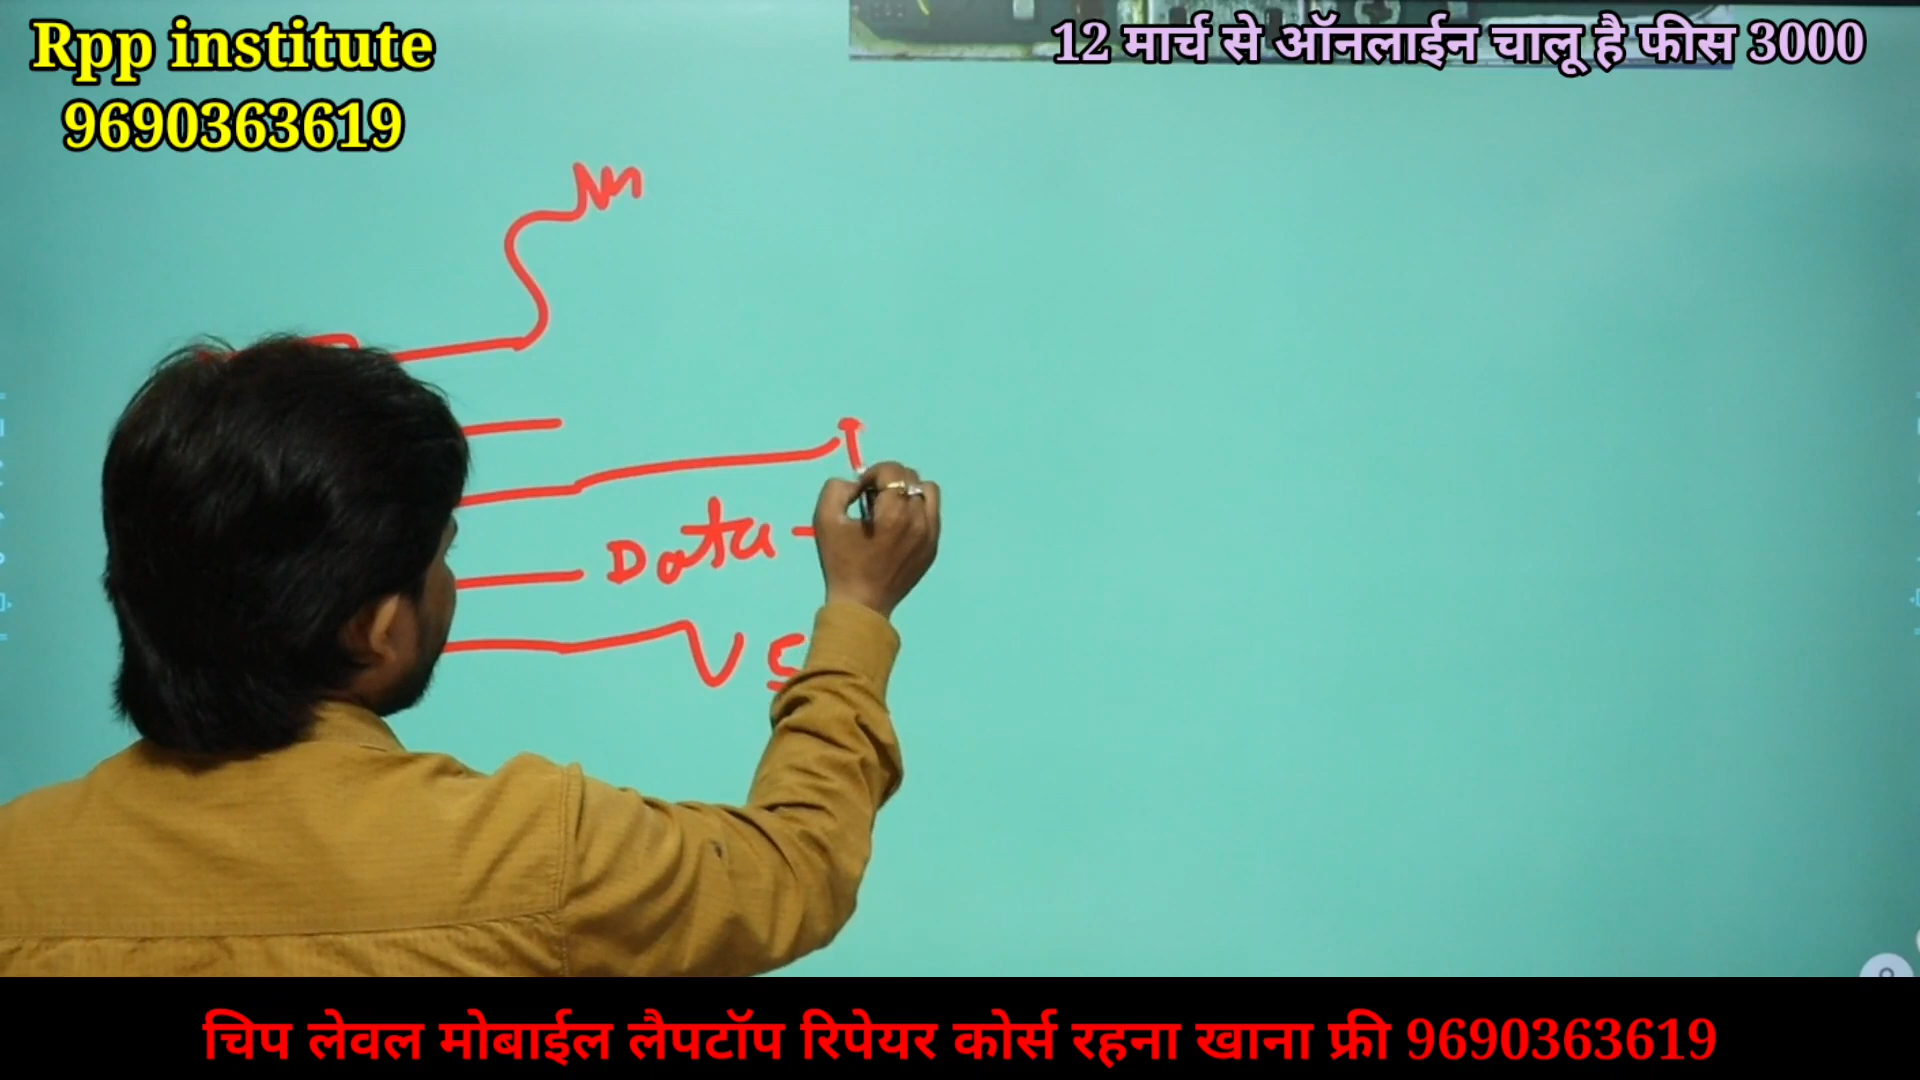 Rpp institute
9690363619
12 मार्च से ऑनलाईन चालू है फीस 3000
Data -
चिप लेवल मोबाईल लैपटॉप रिपेयर कोर्स रहना खाना फ्री 9690363619